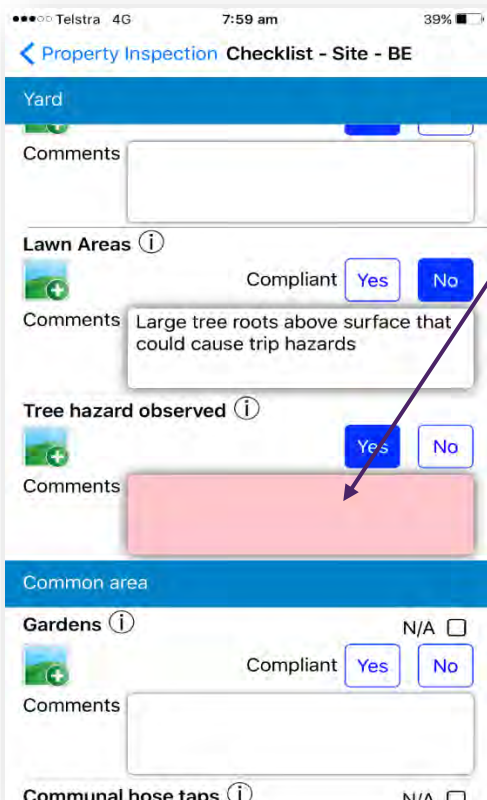 Telstra 4G 7:59 am 39%
Property Inspection Checklist - Site - BE
Yard
Comments
Lawn Areas i
Compliant Yes No
Comments Large tree roots above surface that
could cause trip hazards
Tree hazard observed i
Yes No
Comments
Common area
Gardens i N/A
Compliant Yes No
Comments
Communal hose taps i N/A